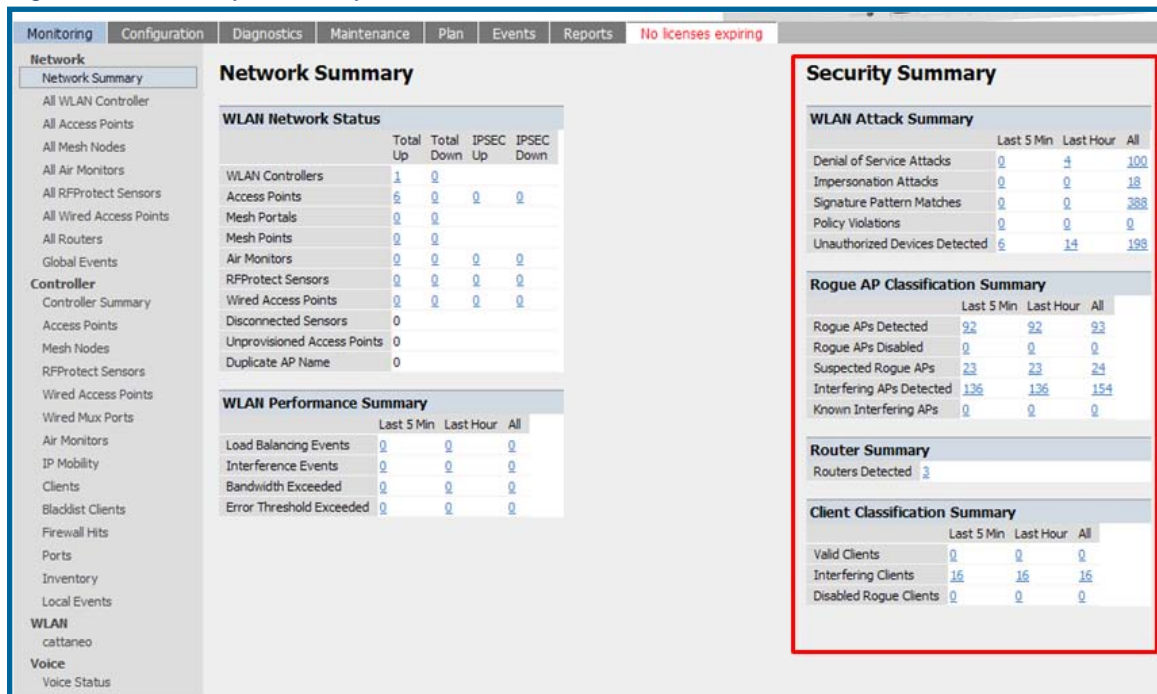 Monitoring Configuration Diagnostics Maintenance Plan Events Reports No licenses expiring
Network
Network Summary
All WLAN Controller
All Access Points
All Mesh Nodes
All Air Monitors
All RFProtect Sensors
All Wired Access Points
All Routers
Global Events
Controller
Controller Summary
Access Points
Mesh Nodes
RFProtect Sensors
Wired Access Points
Wired Mux Ports
Air Monitors
IP Mobility
Clients
Blacklist Clients
Firewall Hits
Ports
Inventory
Local Events
WLAN
cattaneo
Voice
Voice Status
Network Summary
WLAN Network Status
Total Up Total Down IPSEC Up IPSEC Down
WLAN Controllers 1 0
Access Points 6 0 0 0
Mesh Portals 0 0
Mesh Points 0 0
Air Monitors 0 0 0 0
RFProtect Sensors 0 0 0 0
Wired Access Points 0 0 0 0
Disconnected Sensors 0
Unprovisioned Access Points 0
Duplicate AP Name 0
WLAN Performance Summary
Last 5 Min Last Hour All
Load Balancing Events 0 0 0
Interference Events 0 0 0
Bandwidth Exceeded 0 0 0
Error Threshold Exceeded 0 0 0
Security Summary
WLAN Attack Summary
Last 5 Min Last Hour All
Denial of Service Attacks 0 4 100
Impersonation Attacks 0 0 18
Signature Pattern Matches 0 0 388
Policy Violations 0 0 0
Unauthorized Devices Detected 6 14 198
Rogue AP Classification Summary
Last 5 Min Last Hour All
Rogue APs Detected 92 92 93
Rogue APs Disabled 0 0 0
Suspected Rogue APs 23 23 24
Interfering APs Detected 136 136 154
Known Interfering APs 0 0 0
Router Summary
Routers Detected 3
Client Classification Summary
Last 5 Min Last Hour All
Valid Clients 0 0 0
Interfering Clients 16 16 16
Disabled Rogue Clients 0 0 0